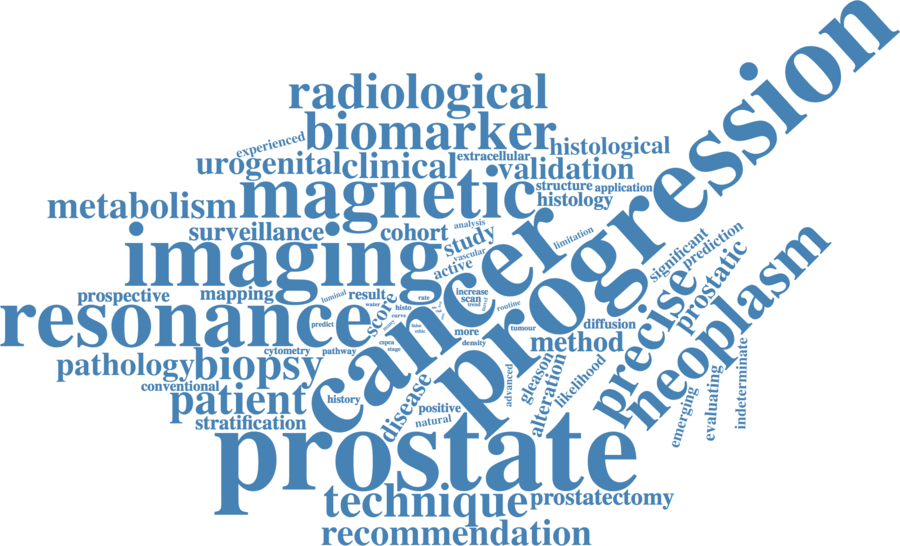 progression
radiological
biomarker
experienced
histological
urogenital
clinical
extracellular
validation
magnetic
structure
application
metabolism
histology
surveillance
cohort
analysis
study
limitation
cancer
imaging
vascular
active
significant
prediction
prospective
mapping
luminal
result
water
score
rate
increase
scan
trend
precise
prostatic
neoplasm
resonance
predict
histo
curve
routine
more
tumour
diffusion
method
density
cytometry
pathway
stage
pathology
biopsy
conventional
patient
history
disease
advanced
gleason
likelihood
alteration
stratification
positive
natural
emerging
evaluating
indeterminate
prostate
technique
prostatectomy
recommendation